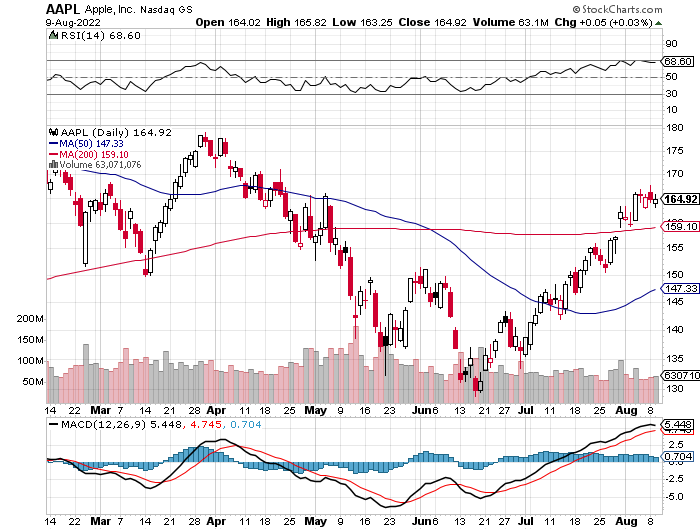 AAPL Apple, Inc. Nasdaq GS © StockCharts.com
9-Aug-2022 Open 164.02 High 165.82 Low 163.25 Close 164.92 Volume 63.1M Chg +0.05 (+0.03%)
RSI(14) 68.60
90
68.60
50
30
10
AAPL (Daily) 164.92
MA(50) 147.33
MA(200) 159.10
Volume 63,071,076
180
175
170
164.92
160
159.10
155
150
147.33
145
140
135
130
200M
150M
100M
50M
630710
14 22 Mar 7 14 21 28 Apr 11 18 25 May 9 16 23 Jun 6 13 21 27 Jul 11 18 25 Aug 8
MACD(12,26,9) 5.448, 4.745, 0.704
5.448
4.745
2.5
0.704
-2.5
-5.0
14 22 Mar 7 14 21 28 Apr 11 18 25 May 9 16 23 Jun 6 13 21 27 Jul 11 18 25 Aug 8